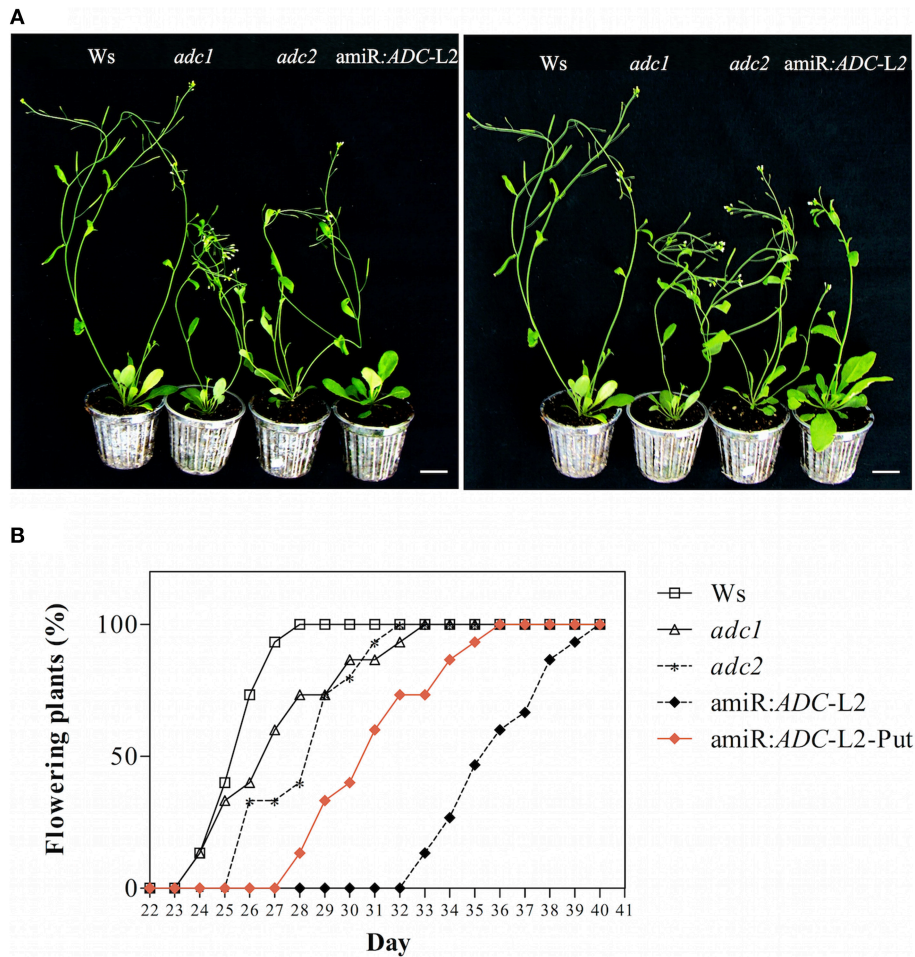 A
Ws adc1 adc2 amiR:ADC-L2
Ws adc1 adc2 amiR:ADC-L2
B
Flowering plants (%)
100
50
0
22 23 24 25 26 27 28 29 30 31 32 33 34 35 36 37 38 39 40 41
Day
Ws
adc1
adc2
amiR:ADC-L2
amiR:ADC-L2-Put